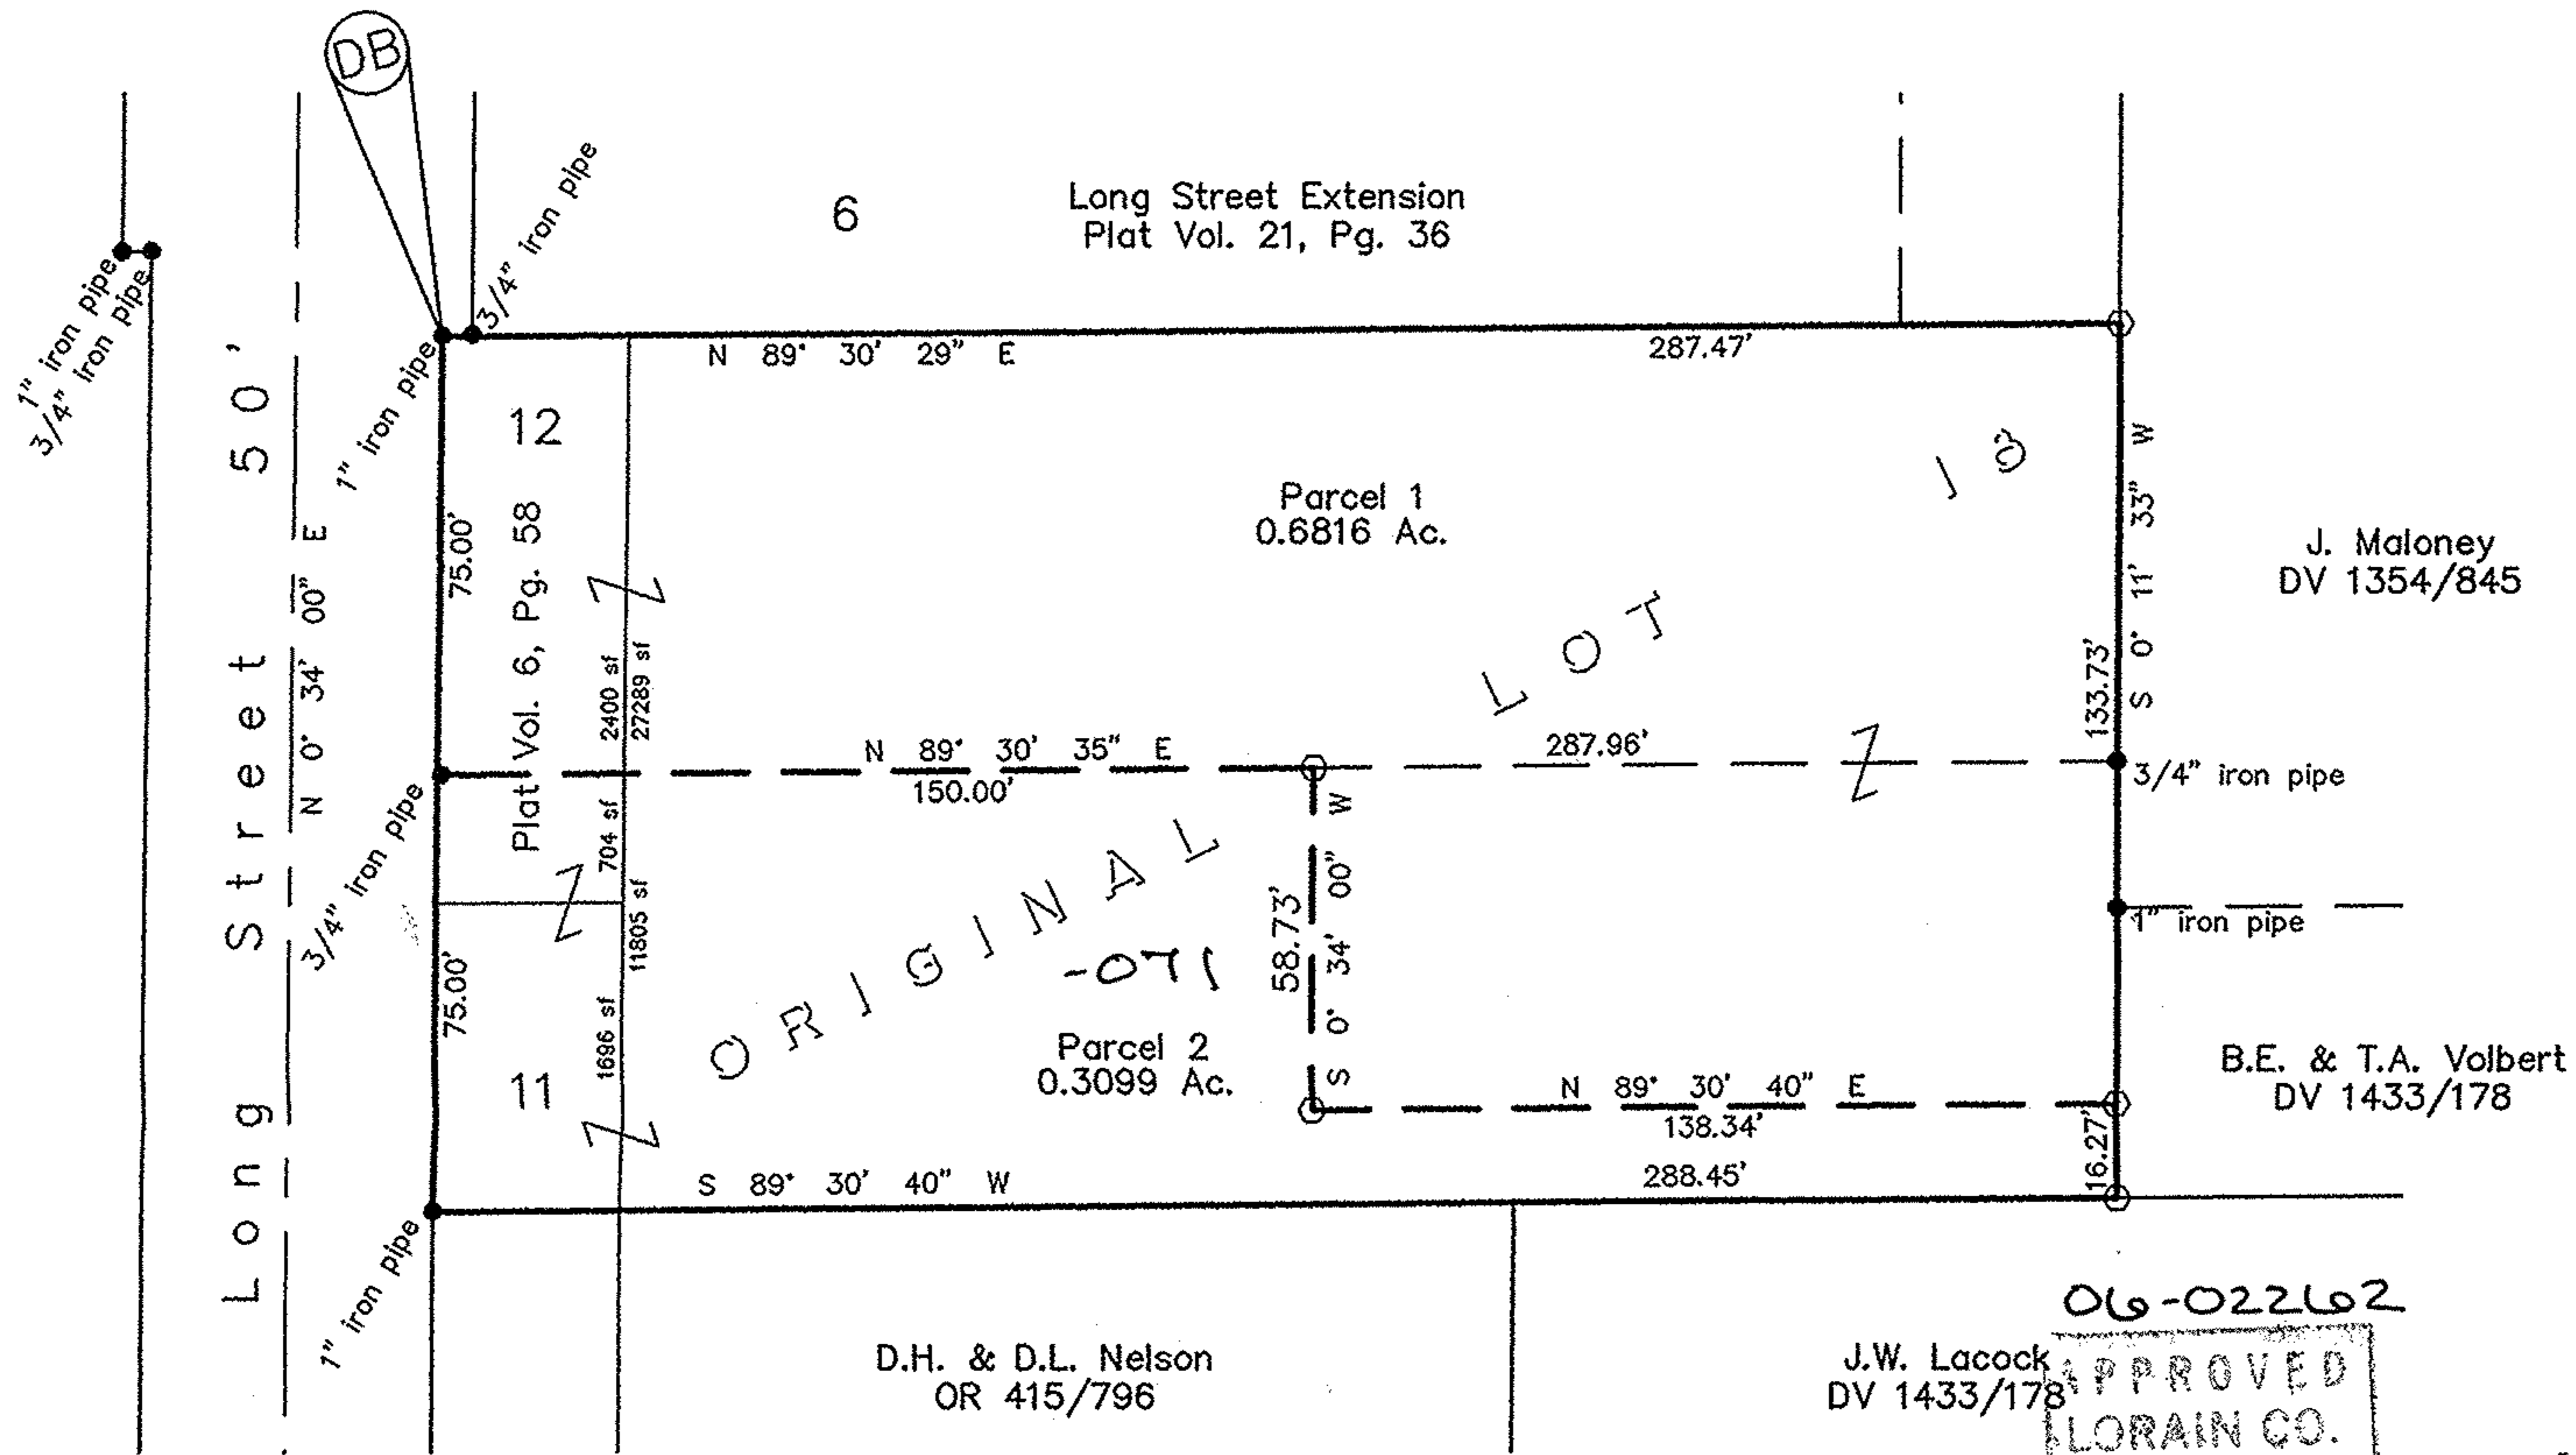 DB
6
Long Street Extension
Plat Vol. 21, Pg. 36
3/4" iron pipe
1" iron pipe
3/4" iron pipe
1" iron pipe
N 89° 30' 29" E
287.47'
Long Street 50'
N 0° 34' 00" E
12
Plat Vol. 6, Pg. 58
75.00'
2400 sf
27289 sf
Parcel 1
0.6816 Ac.
ORIGINAL LOT 18
S 0° 11' 33" W
133.73'
J. Maloney
DV 1354/845
N 89° 30' 35" E
150.00'
287.96'
3/4" iron pipe
3/4" iron pipe
704 sf
11805 sf
1696 sf
75.00'
11
-071
Parcel 2
0.3099 Ac.
58.73'
S 0° 34' 00" W
1" iron pipe
N 89° 30' 40" E
138.34'
B.E. & T.A. Volbert
DV 1433/178
16.27'
S 89° 30' 40" W
288.45'
1" iron pipe
D.H. & D.L. Nelson
OR 415/796
J.W. Lacock
DV 1433/178
06-02262
APPROVED
LORAIN CO.